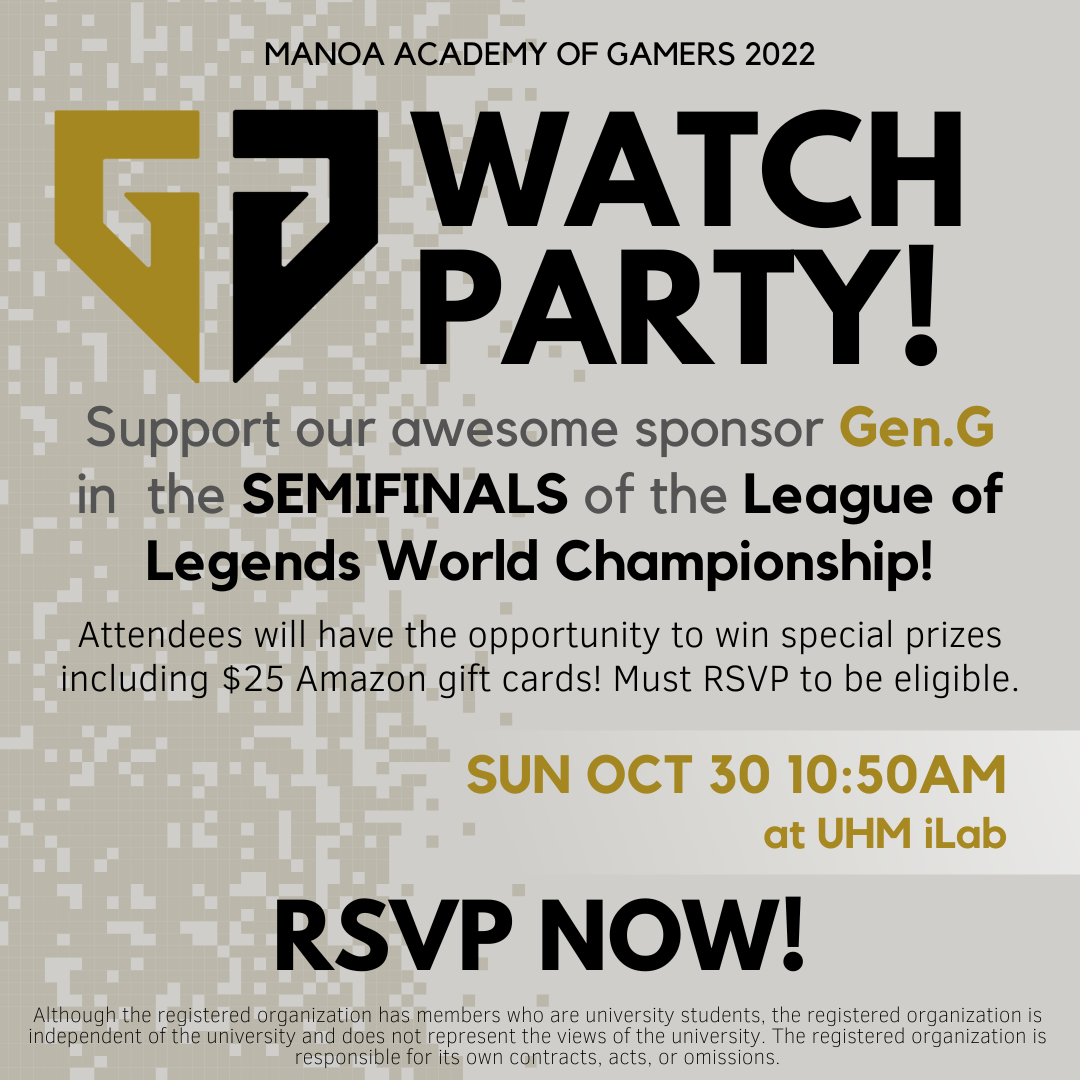 MANOA ACADEMY OF GAMERS 2022
WATCH
PARTY!
Support our awesome sponsor Gen.G
in the SEMIFINALS of the League of
Legends World Championship!
Attendees will have the opportunity to win special prizes
including $25 Amazon gift cards! Must RSVP to be eligible.
SUN OCT 30 10:50AM
at UHM iLab
RSVP NOW!
Although the registered organization has members who are university students, the registered organization is
independent of the university and does not represent the views of the university. The registered organization is
responsible for its own contracts, acts, or omissions.